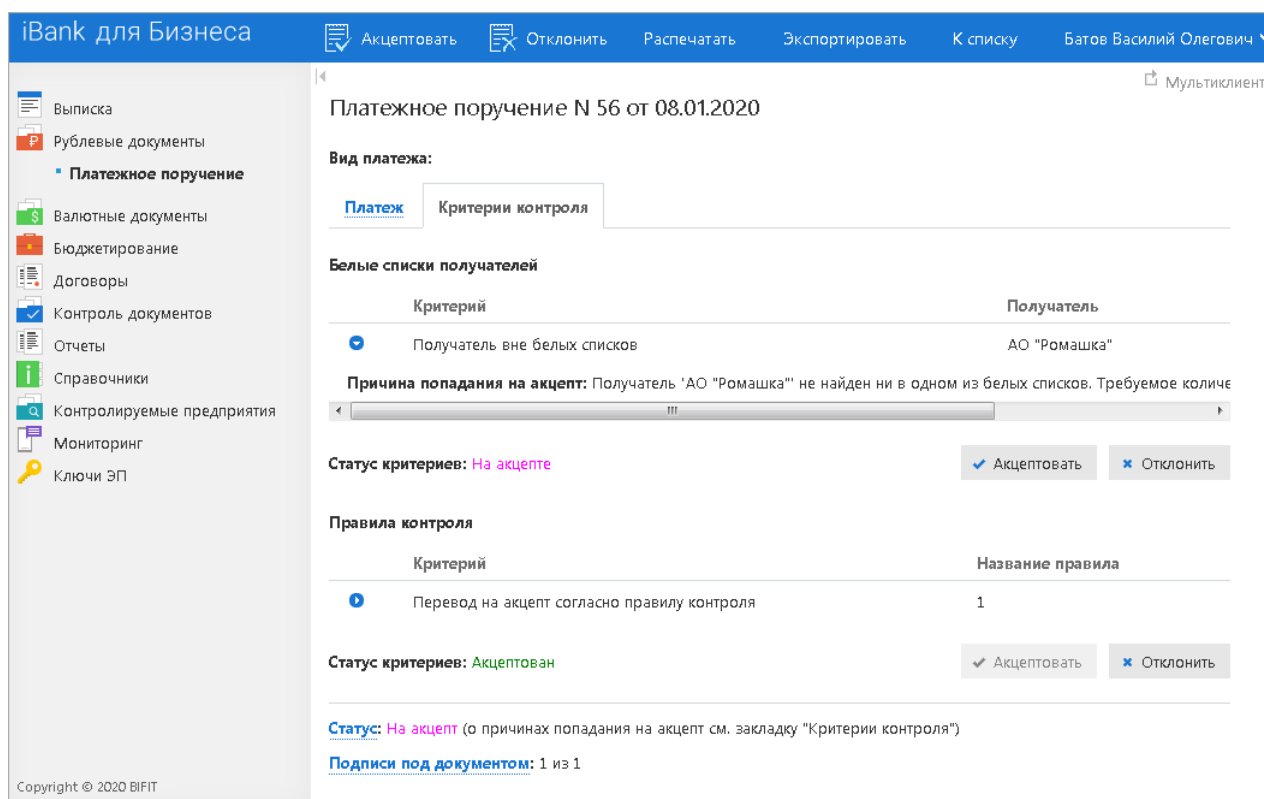 iBank для Бизнеса
Акцептовать Отклонить Распечатать Экспортировать К списку Батов Василий Олегович
Мультиклиент
Выписка
Рублевые документы
Платежное поручение
Валютные документы
Бюджетирование
Договоры
Контроль документов
Отчеты
Справочники
Контролируемые предприятия
Мониторинг
Ключи ЭП
Copyright © 2020 BIFIT
Платежное поручение N 56 от 08.01.2020
Вид платежа:
Платеж Критерии контроля
Белые списки получателей
Критерий Получатель
Получатель вне белых списков АО "Ромашка"
Причина попадания на акцепт: Получатель 'АО "Ромашка"' не найден ни в одном из белых списков. Требуемое количе
Статус критериев: На акцепте Акцептовать Отклонить
Правила контроля
Критерий Название правила
Перевод на акцепт согласно правилу контроля 1
Статус критериев: Акцептован Акцептовать Отклонить
Статус: На акцепт (о причинах попадания на акцепт см. закладку "Критерии контроля")
Подписи под документом: 1 из 1